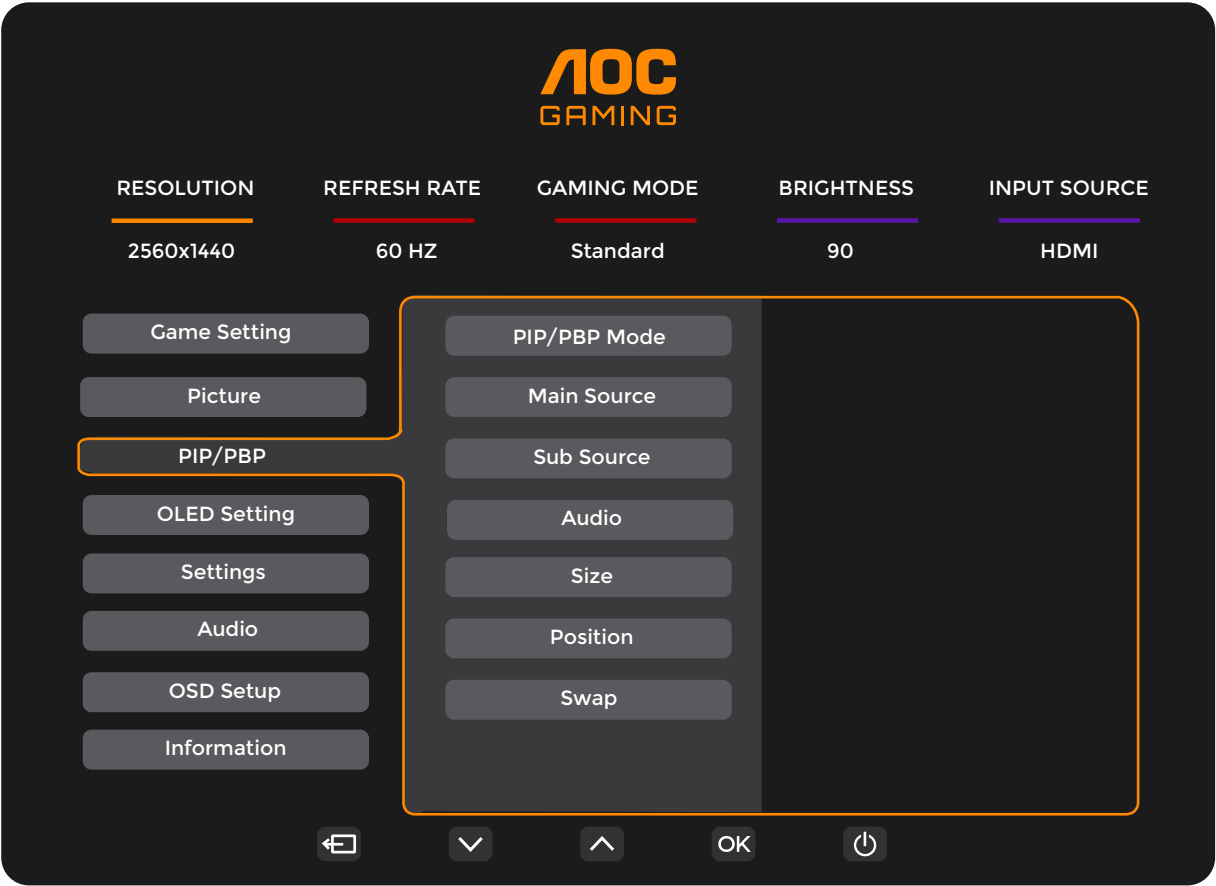 AOC
GAMING
RESOLUTION REFRESH RATE GAMING MODE BRIGHTNESS INPUT SOURCE
2560x1440 60 HZ Standard 90 HDMI
Game Setting
Picture
PIP/PBP
OLED Setting
Settings
Audio
OSD Setup
Information
PIP/PBP Mode
Main Source
Sub Source
Audio
Size
Position
Swap
OK